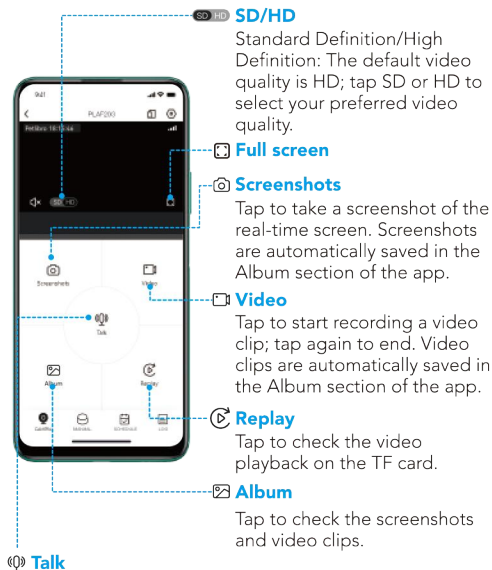 SD HD SD/HD
Standard Definition/High
Definition: The default video
quality is HD; tap SD or HD to
select your preferred video
quality.
Full screen
Screenshots
Tap to take a screenshot of the
real-time screen. Screenshots
are automatically saved in the
Album section of the app.
Video
Tap to start recording a video
clip; tap again to end. Video
clips are automatically saved in
the Album section of the app.
Replay
Tap to check the video
playback on the TF card.
Album
Tap to check the screenshots
and video clips.
Talk
9:41
PLAF203
Petlibro
SD HD
Screenshots
Video
Talk
Album
Replay